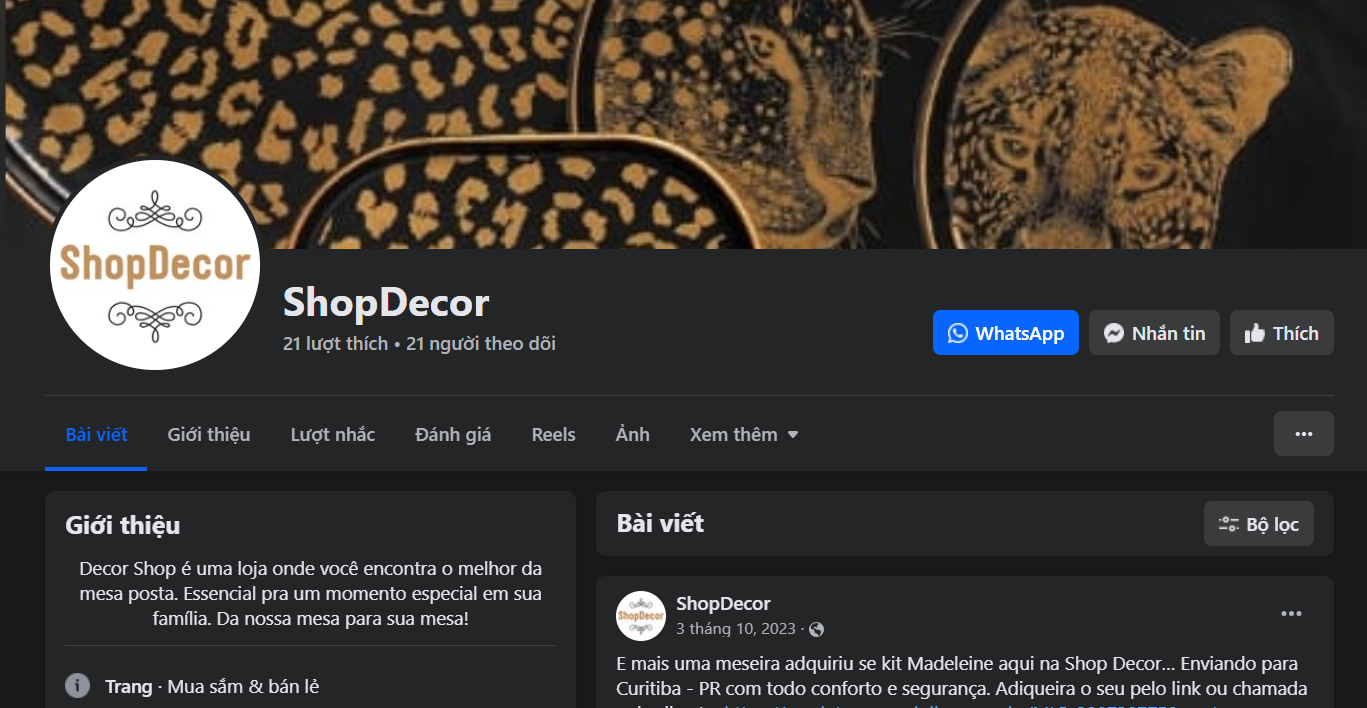 ShopDecor
ShopDecor
21 lượt thích • 21 người theo dõi
WhatsApp
Nhắn tin
Thích
Bài viết
Giới thiệu
Lượt nhắc
Đánh giá
Reels
Ảnh
Xem thêm
Giới thiệu
Decor Shop é uma loja onde você encontra o melhor da
mesa posta. Essencial pra um momento especial em sua
família. Da nossa mesa para sua mesa!
Trang · Mua sắm & bán lẻ
Bài viết
Bộ lọc
ShopDecor
ShopDecor
3 tháng 10, 2023 ·
E mais uma meseira adquiriu se kit Madeleine aqui na Shop Decor... Enviando para
Curitiba - PR com todo conforto e segurança. Adiqueira o seu pelo link ou chamada